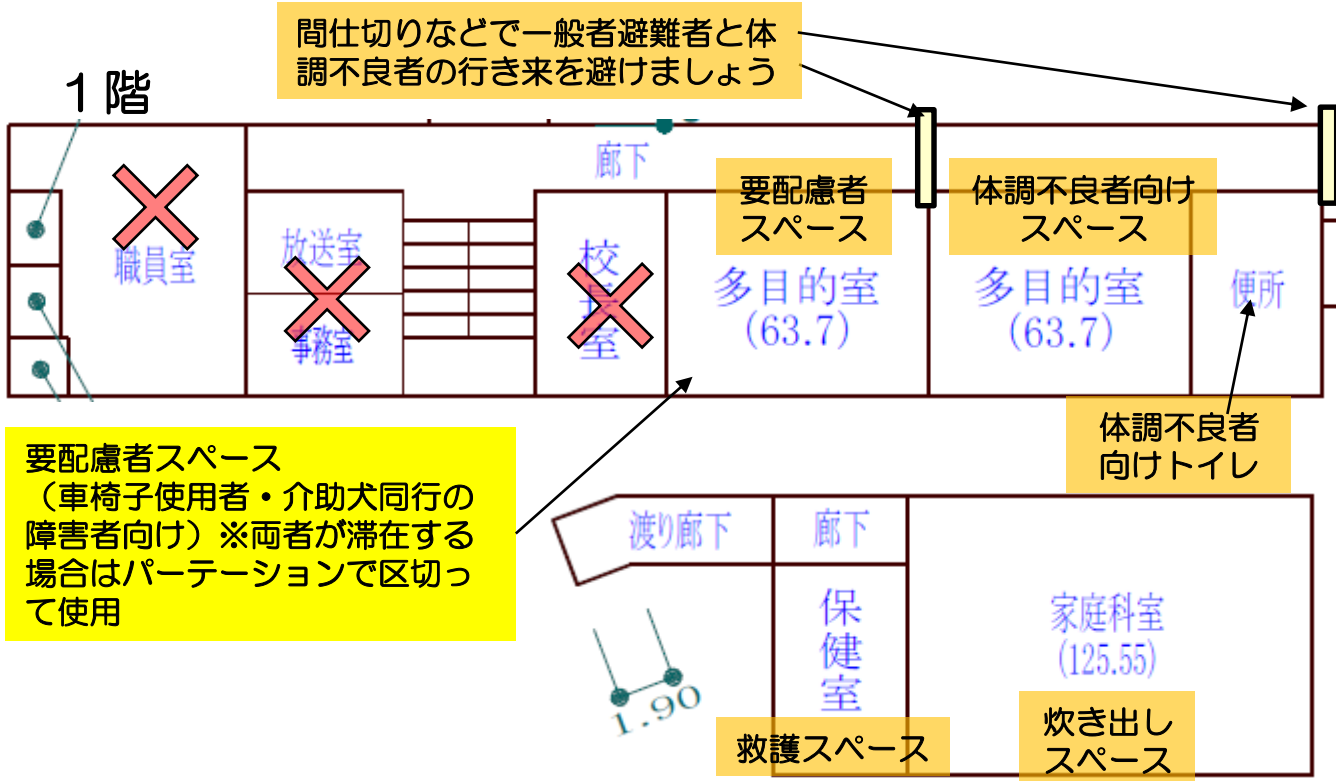 間仕切りなどで一般者避難者と体
調不良者の行き来を避けましょう
１階
廊下
要配慮者
スペース
体調不良者向け
スペース
職員室
放送室
事務室
校長室
多目的室
(63.7)
多目的室
(63.7)
便所
体調不良者
向けトイレ
要配慮者スペース
（車椅子使用者・介助犬同行の
障害者向け）※両者が滞在する
場合はパーテーションで区切っ
て使用
渡り廊下
廊下
保健室
家庭科室
(125.55)
1.90
救護スペース
炊き出し
スペース